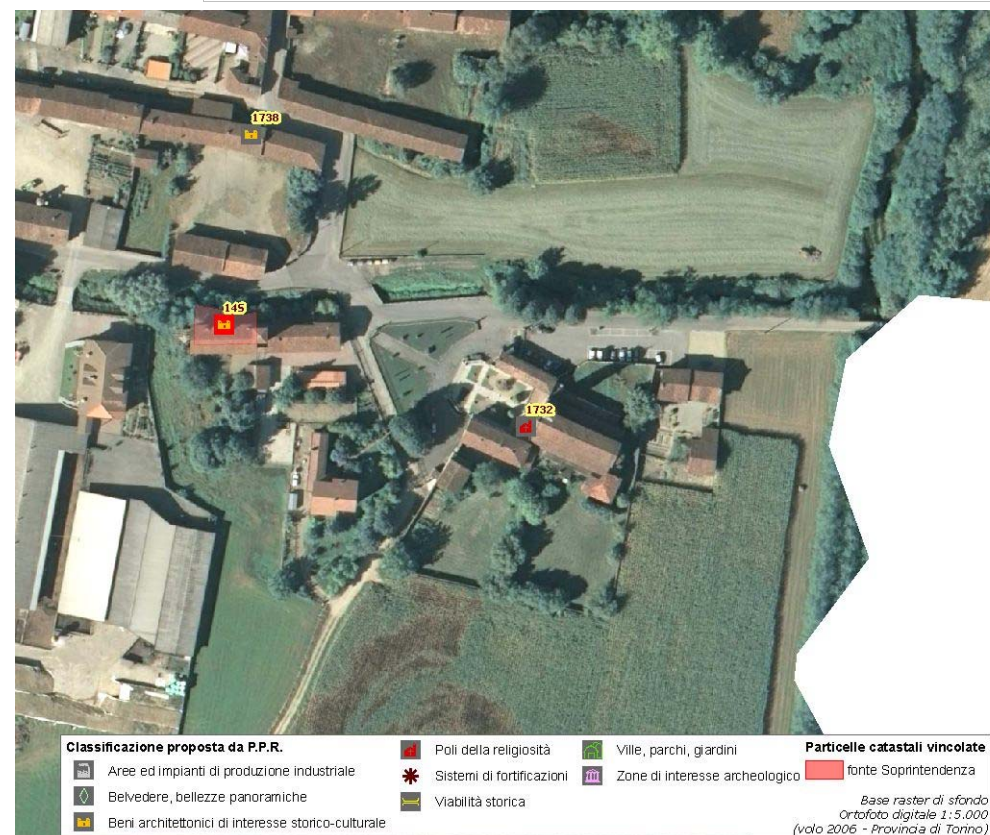 1738
145
1732
Classificazione proposta da P.P.R.
Aree ed impianti di produzione industriale
Belvedere, bellezze panoramiche
Beni architettonici di interesse storico-culturale
Poli della religiosità
Sistemi di fortificazioni
Viabilità storica
Ville, parchi, giardini
Zone di interesse archeologico
Particelle catastali vincolate
fonte Soprintendenza
Base raster di sfondo
Ortofoto digitale 1:5.000
(volo 2006 - Provincia di Torino)